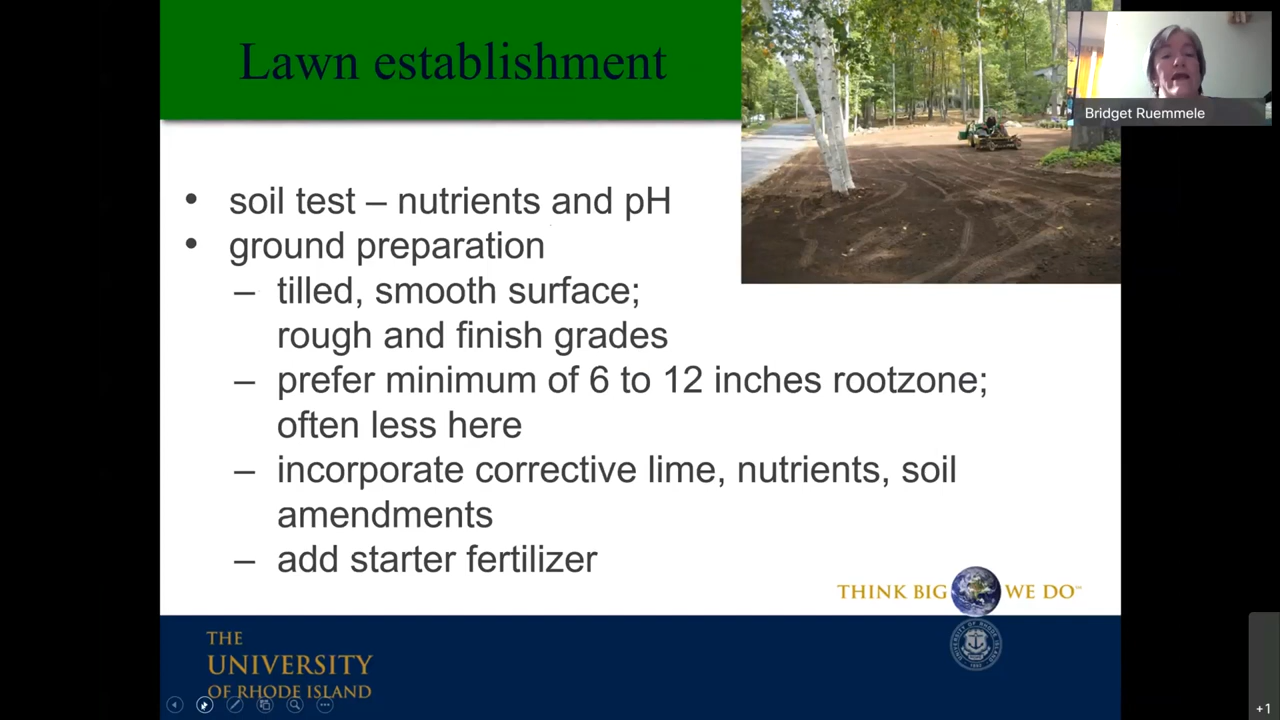 Lawn establishment
Bridget Ruemmele
• soil test – nutrients and pH
• ground preparation
– tilled, smooth surface;
rough and finish grades
– prefer minimum of 6 to 12 inches rootzone;
often less here
– incorporate corrective lime, nutrients, soil
amendments
– add starter fertilizer
THINK BIG WE DO™
THE
UNIVERSITY
OF RHODE ISLAND
+1